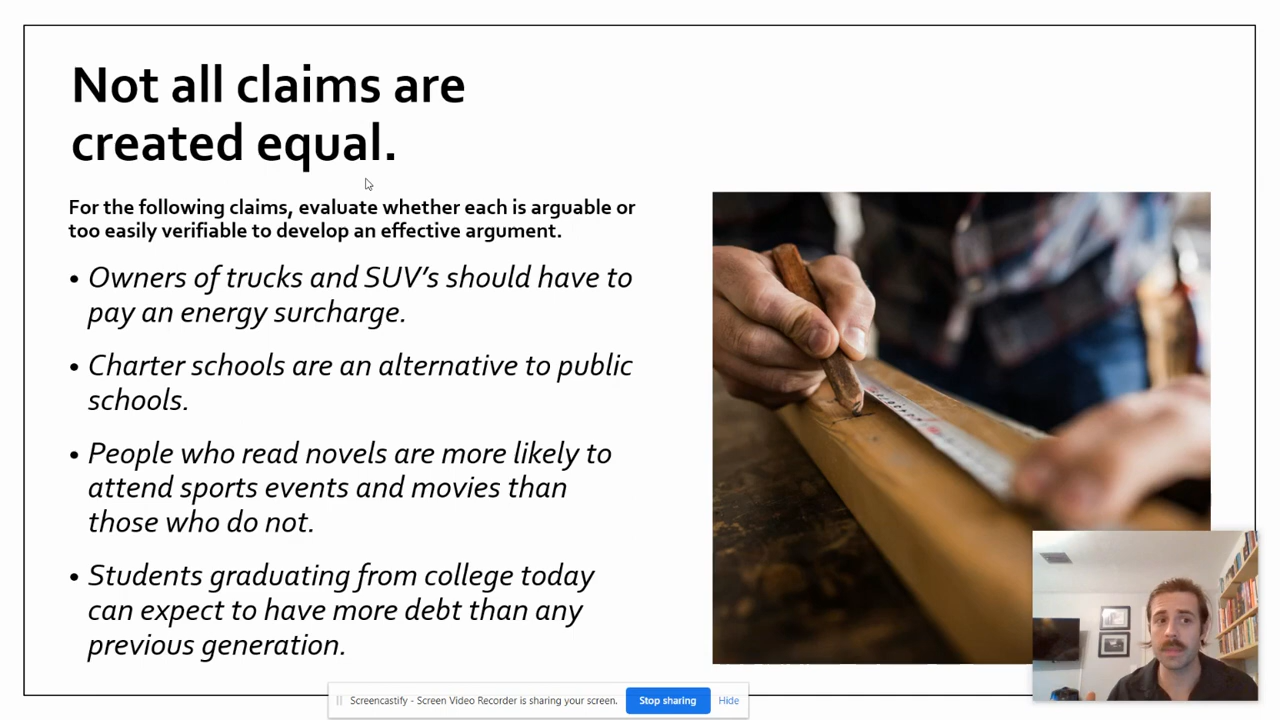 Not all claims are
created equal.
For the following claims, evaluate whether each is arguable or
too easily verifiable to develop an effective argument.
• Owners of trucks and SUV’s should have to
pay an energy surcharge.
• Charter schools are an alternative to public
schools.
• People who read novels are more likely to
attend sports events and movies than
those who do not.
• Students graduating from college today
can expect to have more debt than any
previous generation.
Screencastify - Screen Video Recorder is sharing your screen. Stop sharing Hide